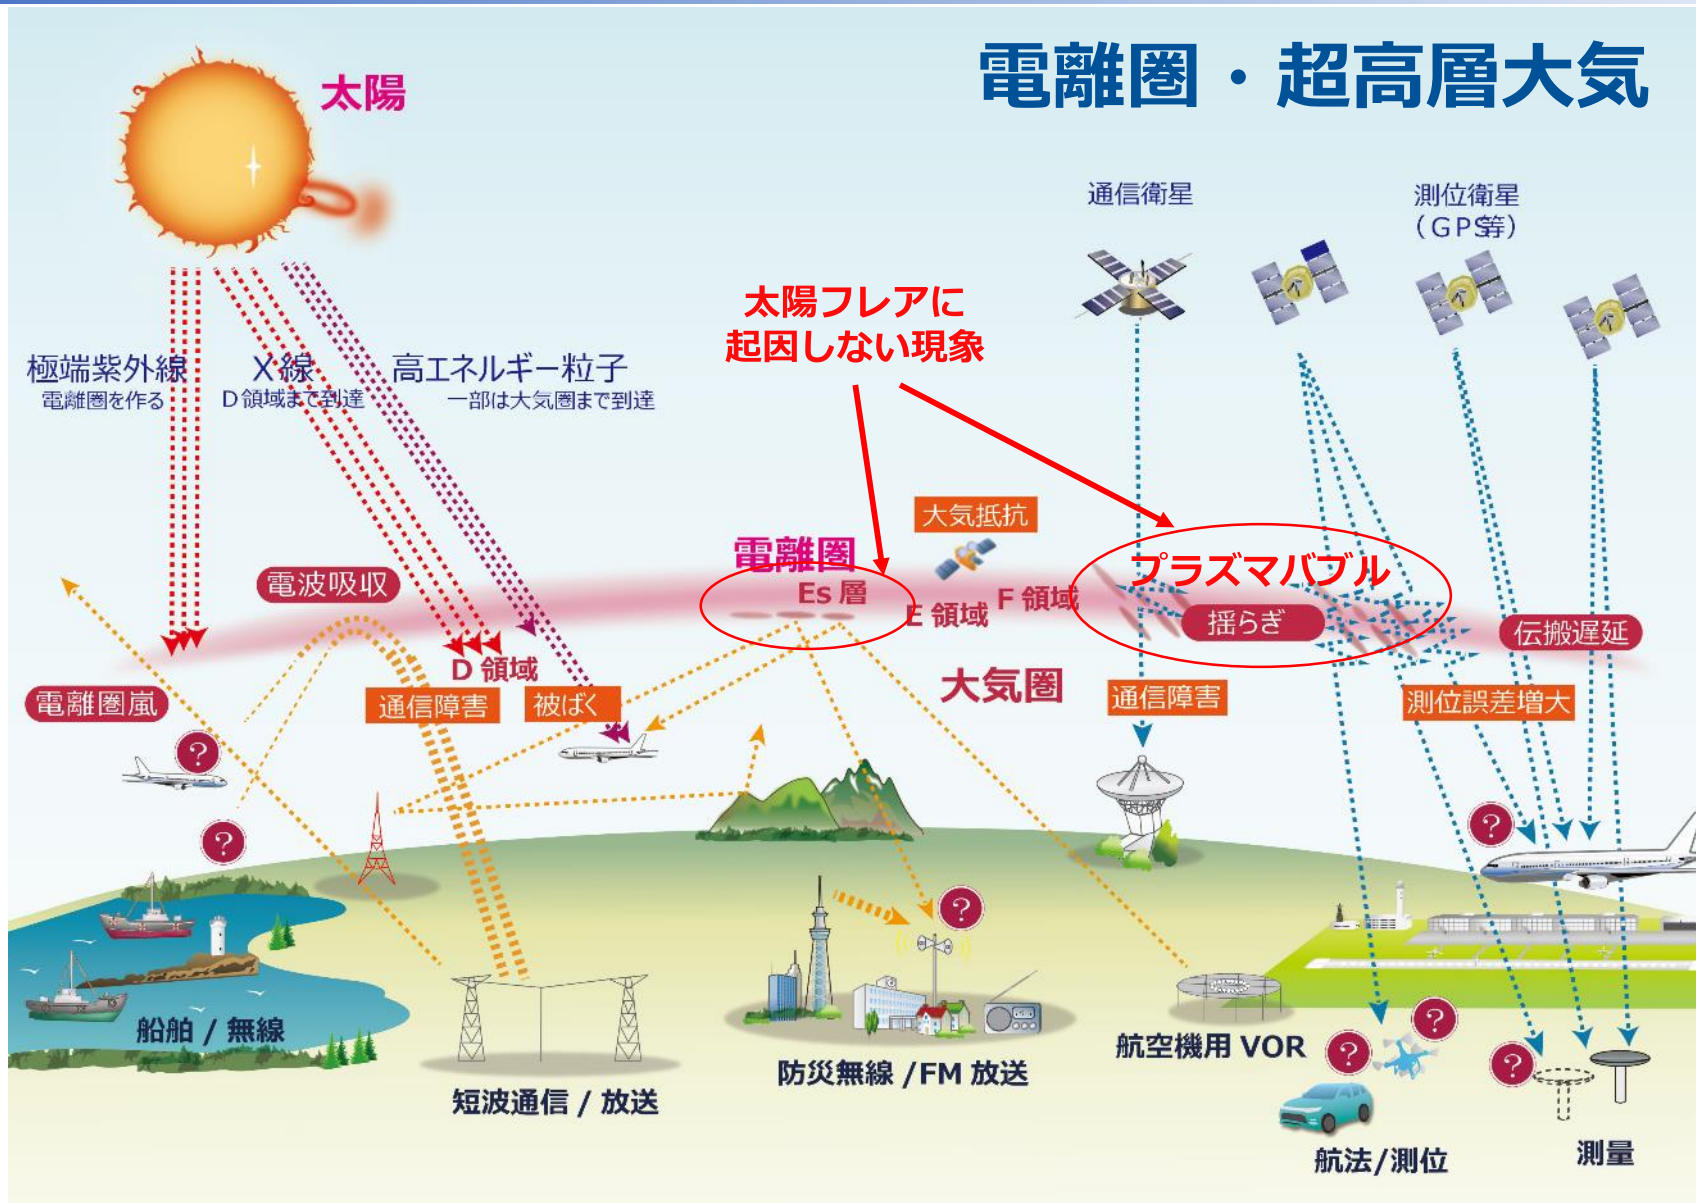 電離圏・超高層大気
太陽
通信衛星
測位衛星
（GPS等）
太陽フレアに
起因しない現象
極端紫外線
電離圏を作る
X線
D領域まで到達
高エネルギー粒子
一部は大気圏まで到達
大気抵抗
電離圏
プラズマバブル
電波吸収
Es 層
E 領域
F 領域
揺らぎ
伝搬遅延
D 領域
大気圏
電離圏嵐
通信障害
被ばく
通信障害
測位誤差増大
?
?
?
?
船舶 / 無線
短波通信 / 放送
防災無線 /FM 放送
航空機用 VOR
?
?
?
航法/測位
測量